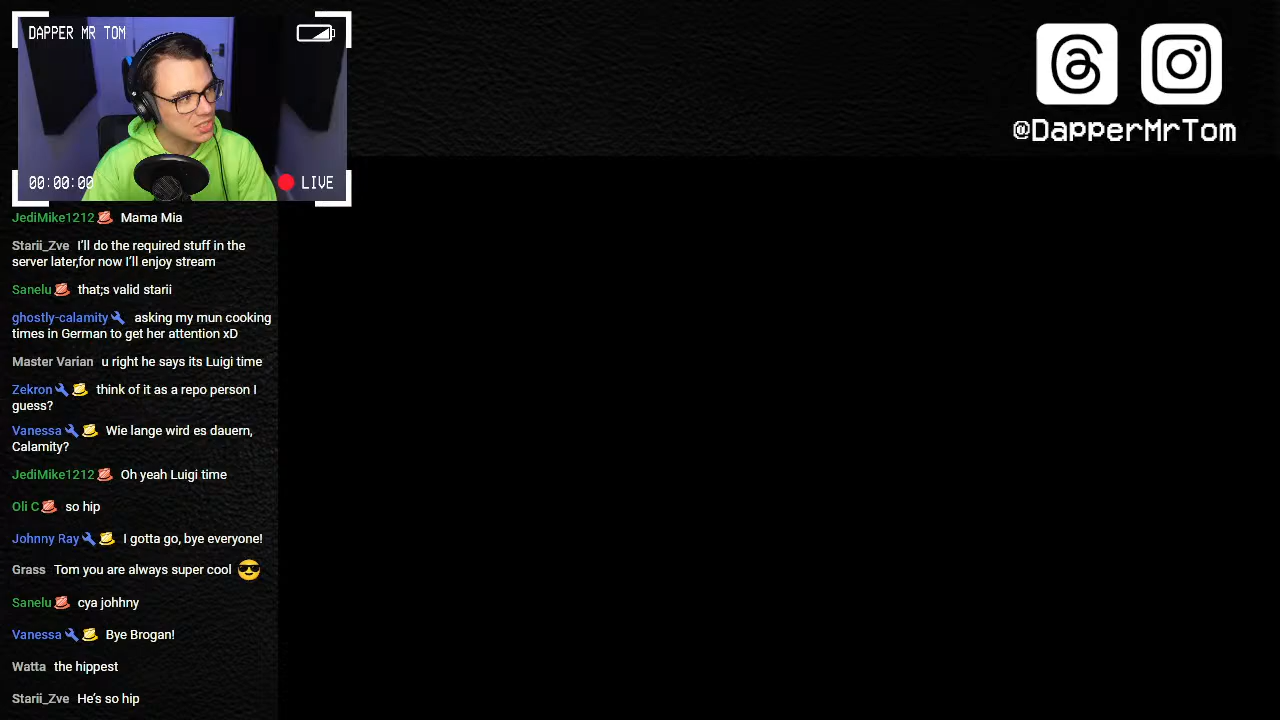 DAPPER MR TOM
00:00:00
LIVE
@DapperMrTom
JediMike1212 Mama Mia
Starii_Zve I'll do the required stuff in the
server later,for now I'll enjoy stream
Sanelu that;s valid starii
ghostly-calamity asking my mun cooking
times in German to get her attention xD
Master Varian u right he says its Luigi time
Zekron think of it as a repo person I
guess?
Vanessa Wie lange wird es dauern,
Calamity?
JediMike1212 Oh yeah Luigi time
Oli C so hip
Johnny Ray I gotta go, bye everyone!
Grass Tom you are always super cool 😎
Sanelu cya johhny
Vanessa Bye Brogan!
Watta the hippest
Starii_Zve He's so hip